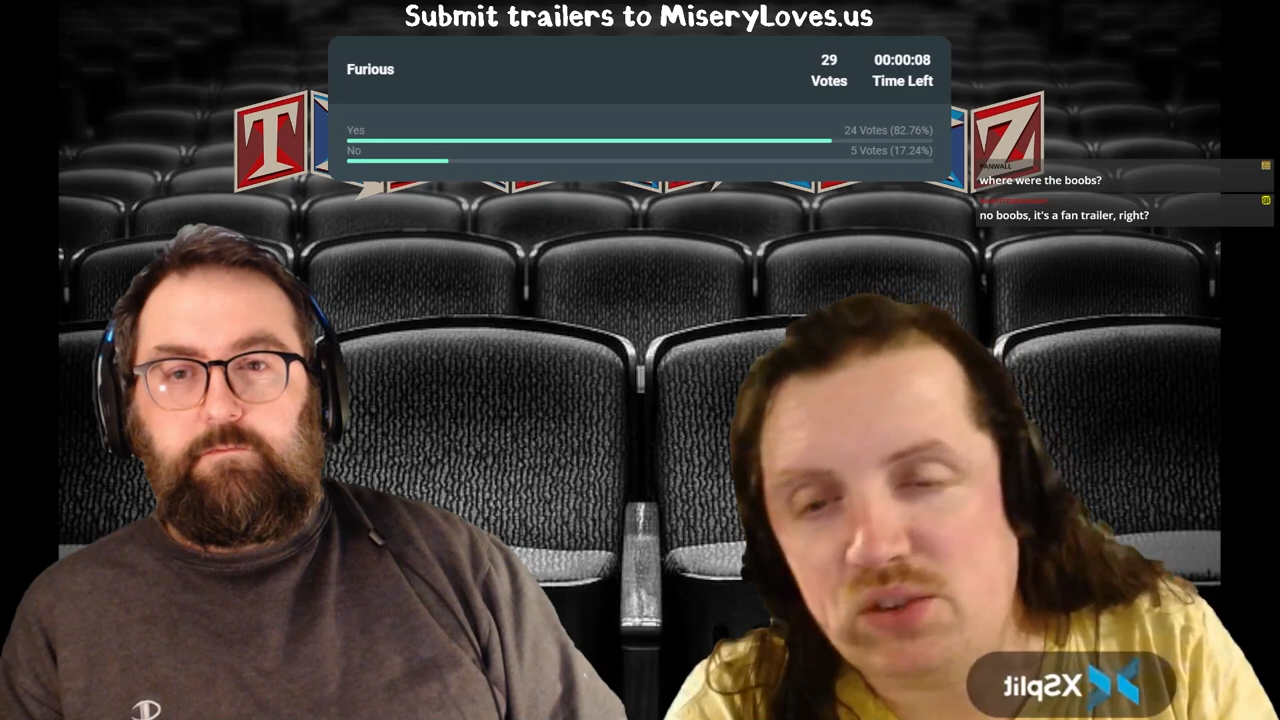 Submit trailers to MiseryLoves.us
Furious
29
Votes
00:00:08
Time Left
Yes
24 Votes (82.76%)
No
5 Votes (17.24%)
T
Z
where were the boobs?
no boobs, it's a fan trailer, right?
XSplit